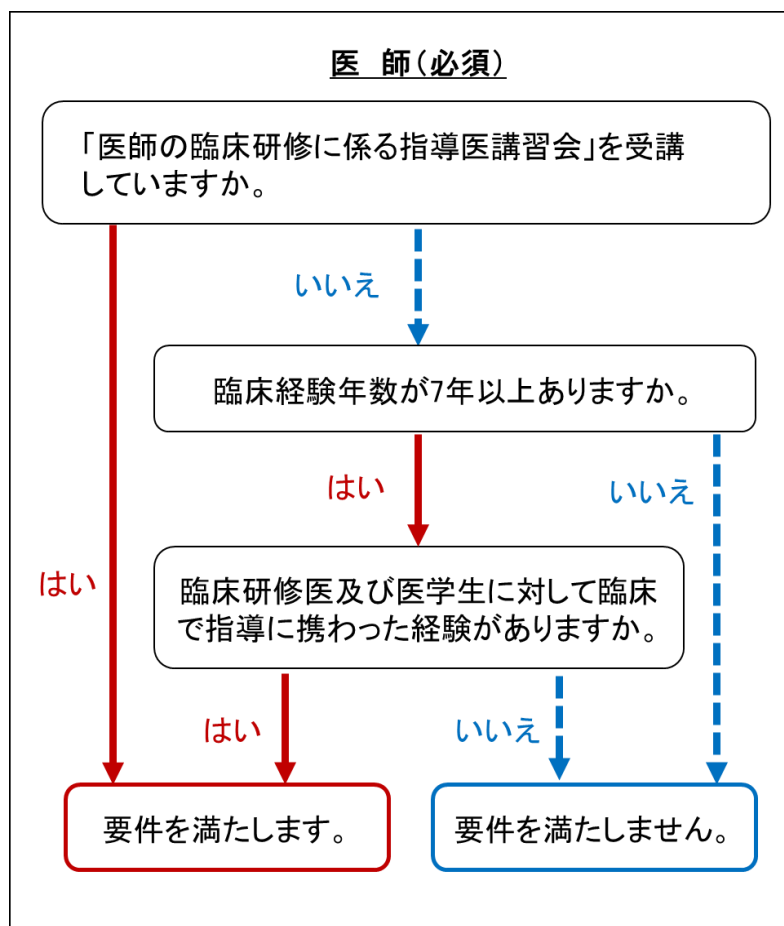 医　師（必須）
「医師の臨床研修に係る指導医講習会」を受講
していますか。
いいえ
臨床経験年数が7年以上ありますか。
はい
いいえ
はい
臨床研修医及び医学生に対して臨床
で指導に携わった経験がありますか。
はい
いいえ
要件を満たします。
要件を満たしません。